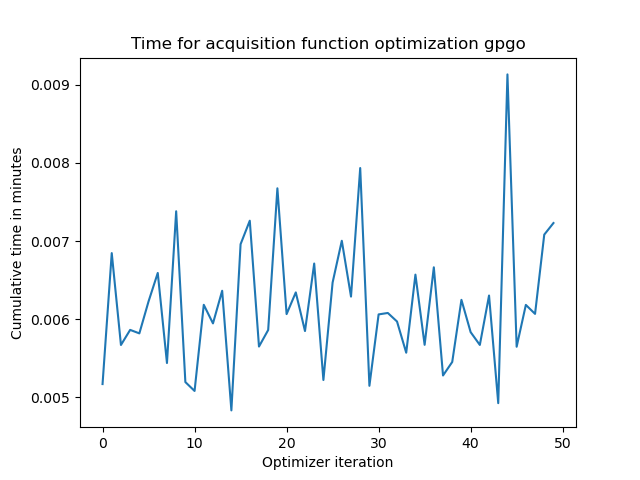 Time for acquisition function optimization gpgo
Cumulative time in minutes
0.009
0.008
0.007
0.006
0.005
0 10 20 30 40 50
Optimizer iteration